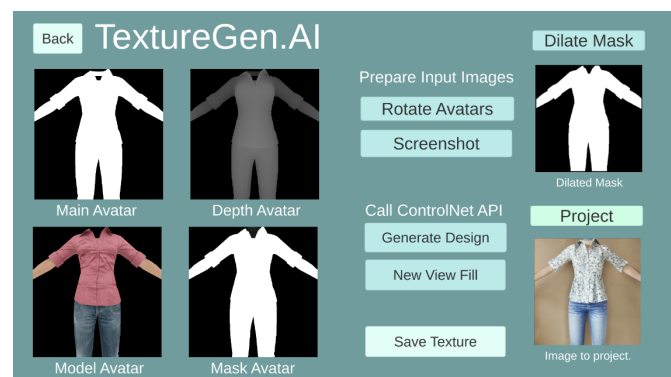 Back
TextureGen.AI
Dilate Mask
Prepare Input Images
Rotate Avatars
Screenshot
Dilated Mask
Main Avatar
Depth Avatar
Call ControlNet API
Project
Generate Design
New View Fill
Save Texture
Image to project.
Model Avatar
Mask Avatar